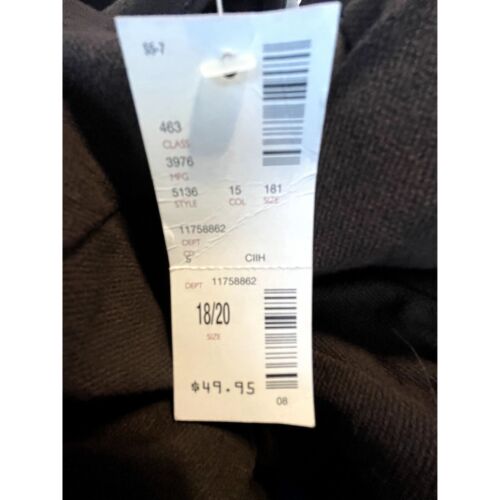 55-7
463
CLASS
3976
MFG
5136 15 181
STYLE COL SIZE
11758862
DEPT
5 CIIH
DEPT 11758862
18/20
SIZE
$49.95
08